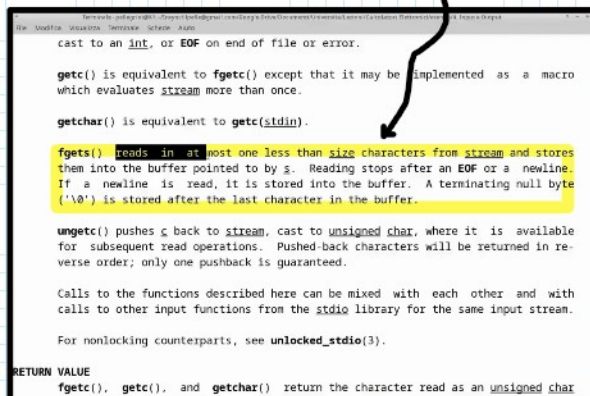 File Modifica Visualizza Terminale Schede Aiuto
cast to an int, or EOF on end of file or error.
getc() is equivalent to fgetc() except that it may be implemented as a macro
which evaluates stream more than once.
getchar() is equivalent to getc(stdin).
fgets() reads in at most one less than size characters from stream and stores
them into the buffer pointed to by s. Reading stops after an EOF or a newline.
If a newline is read, it is stored into the buffer. A terminating null byte
('\0') is stored after the last character in the buffer.
ungetc() pushes c back to stream, cast to unsigned char, where it is available
for subsequent read operations. Pushed-back characters will be returned in re-
verse order; only one pushback is guaranteed.
Calls to the functions described here can be mixed with each other and with
calls to other input functions from the stdio library for the same input stream.
For nonlocking counterparts, see unlocked_stdio(3).
RETURN VALUE
fgetc(), getc(), and getchar() return the character read as an unsigned char